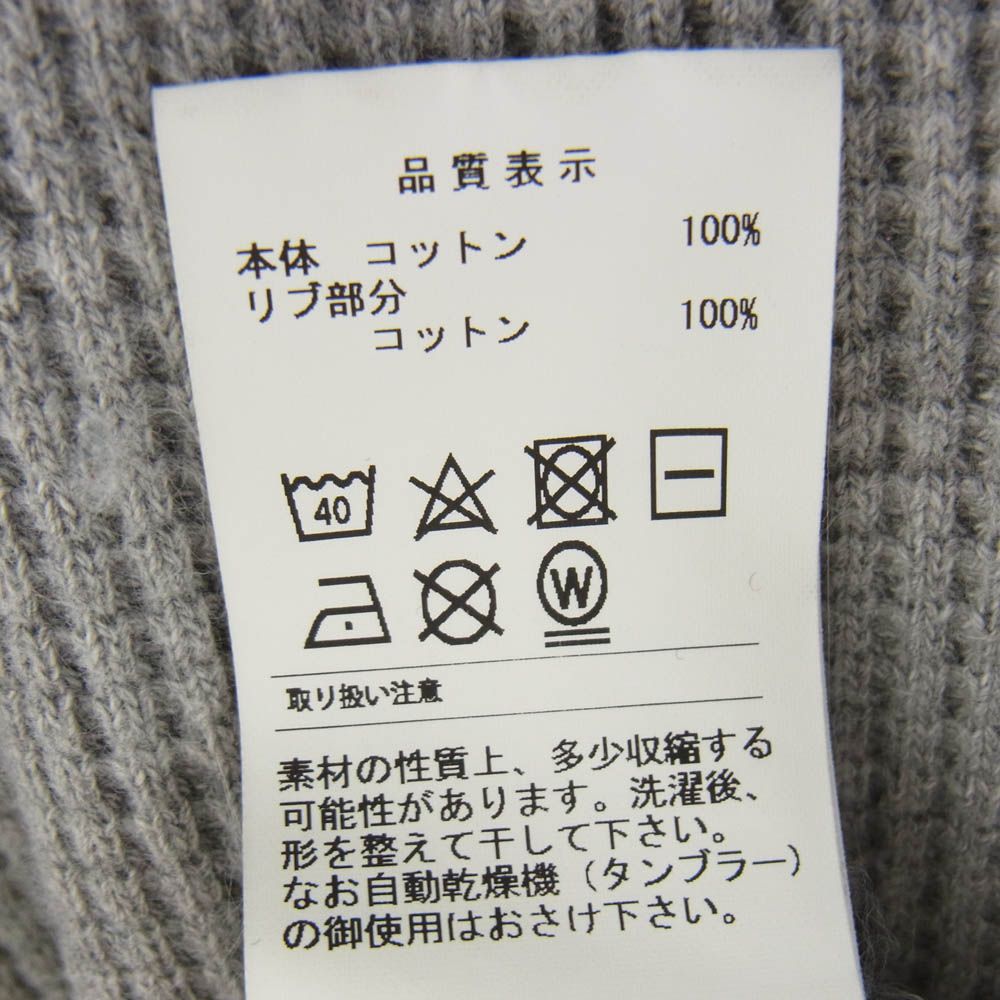 品質表示
本体 コットン 100%
リブ部分
コットン 100%
40
W
取り扱い注意
素材の性質上、多少収縮する
可能性があります。洗濯後、
形を整えて干して下さい。
なお自動乾燥機（タンブラー）
の御使用はおさけ下さい。